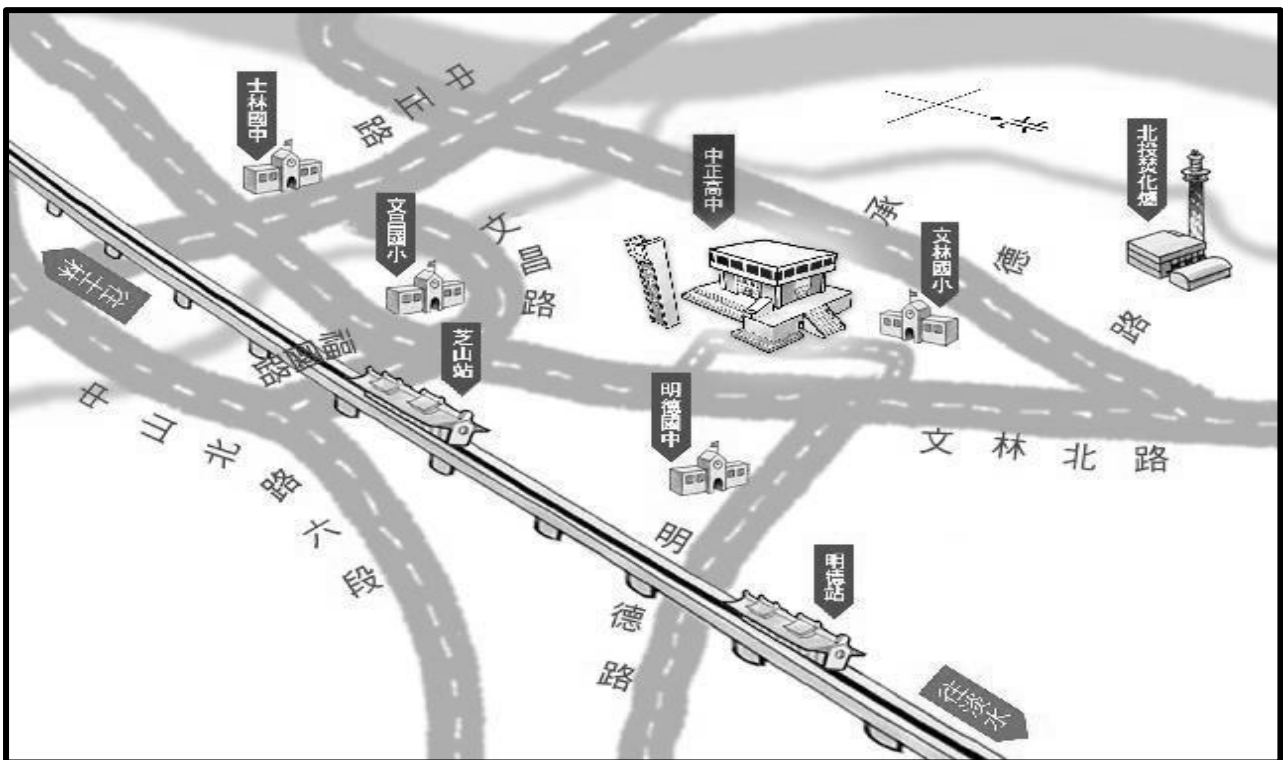 士林國中
中正路
北
北投焚化爐
中正高中
文昌國小
文昌路
承德路
文林國小
往士林
福國路
芝山站
中山北路六段
明德國中
文林北路
明德路
明德站
往淡水